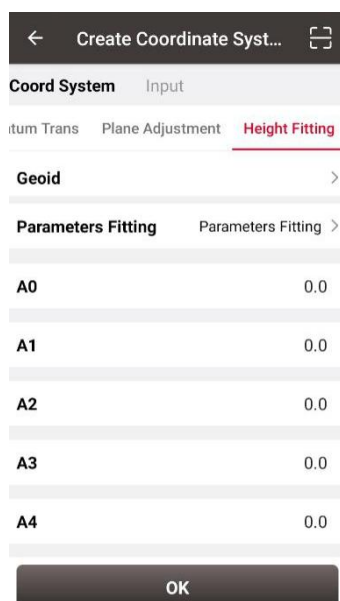 Create Coordinate Syst...
Coord System Input
tum Trans Plane Adjustment Height Fitting
Geoid
Parameters Fitting Parameters Fitting
A0 0.0
A1 0.0
A2 0.0
A3 0.0
A4 0.0
OK